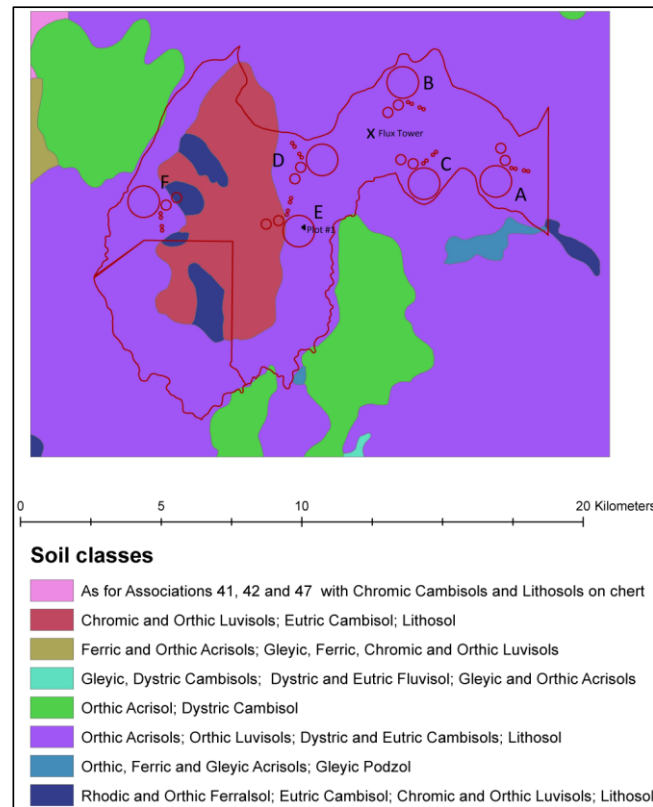 B
X Flux Tower
D
C
F
A
E
Plot #3
0 5 10 20 Kilometers
Soil classes
As for Associations 41, 42 and 47 with Chromic Cambisols and Lithosols on chert
Chromic and Orthic Luvisols; Eutric Cambisol; Lithosol
Ferric and Orthic Acrisols; Gleyic, Ferric, Chromic and Orthic Luvisols
Gleyic, Dystric Cambisols; Dystric and Eutric Fluvisol; Gleyic and Orthic Acrisols
Orthic Acrisol; Dystric Cambisol
Orthic Acrisols; Orthic Luvisols; Dystric and Eutric Cambisols; Lithosol
Orthic, Ferric and Gleyic Acrisols; Gleyic Podzol
Rhodic and Orthic Ferralsol; Eutric Cambisol; Chromic and Orthic Luvisols; Lithosol